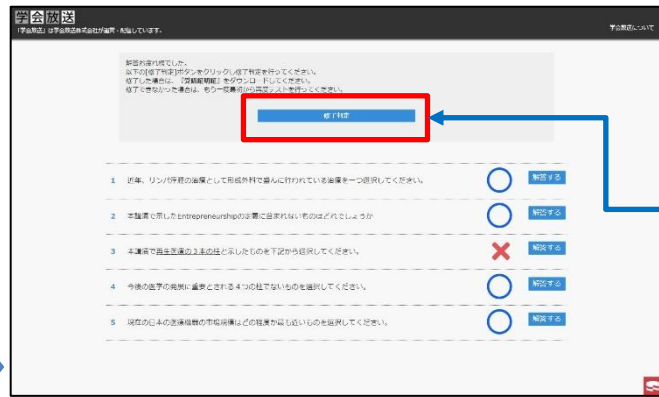 学会放送
「学会放送」は学会放送株式会社が運営・配信しています。
学会放送について
解答お疲れ様でした。
以下の[修了判定]ボタンをクリックし修了判定を行ってください。
修了した場合は、『受講証明証』をダウンロードしてください。
修了できなかった場合は、もう一度最初から再度テストを行ってください。
修了判定
1 近年、リンパ浮腫の治療として形成外科で盛んに行われている治療を一つ選択してください。 解答する
2 本講演で示したEntrepreneurshipの定義に含まれないものはどれでしょうか 解答する
3 本講演で再生医療の3本の柱と示したものを下記から選択してください。 解答する
4 今後の医学の発展に重要とされる4つの柱でないものを選択してください。 解答する
5 現在の日本の医療機器の市場規模はどの程度か最も近いものを選択してください。 解答する